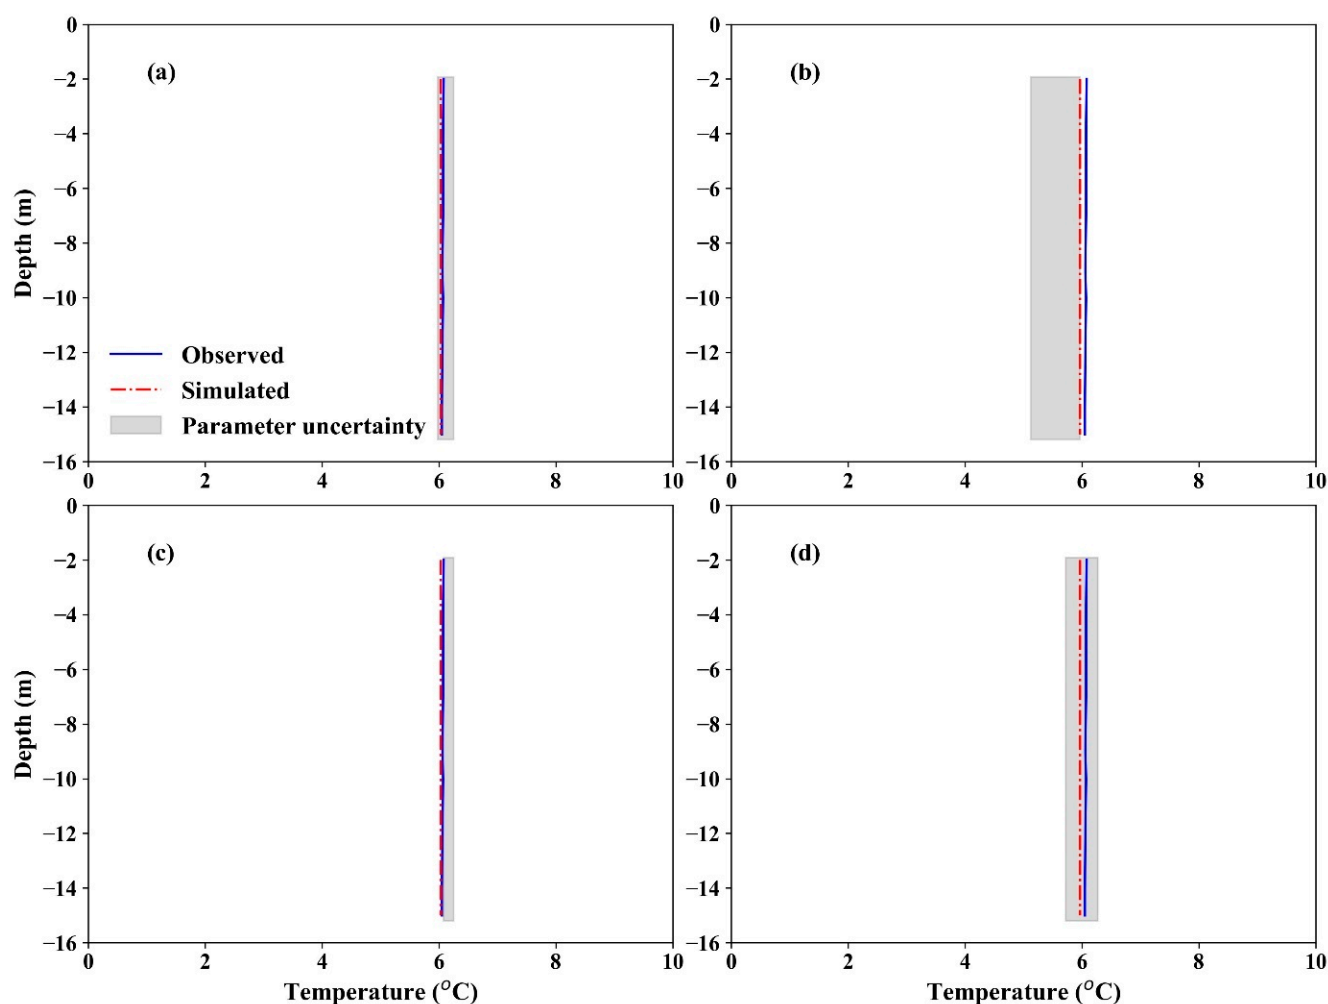 0
−2
−4
−6
−8
−10
−12
−14
−16
Depth (m)
(a)
Observed
Simulated
Parameter uncertainty
0 2 4 6 8 10
0
−2
−4
−6
−8
−10
−12
−14
−16
(b)
0 2 4 6 8 10
0
−2
−4
−6
−8
−10
−12
−14
−16
Depth (m)
(c)
0 2 4 6 8 10
Temperature (°C)
0
−2
−4
−6
−8
−10
−12
−14
−16
(d)
0 2 4 6 8 10
Temperature (°C)